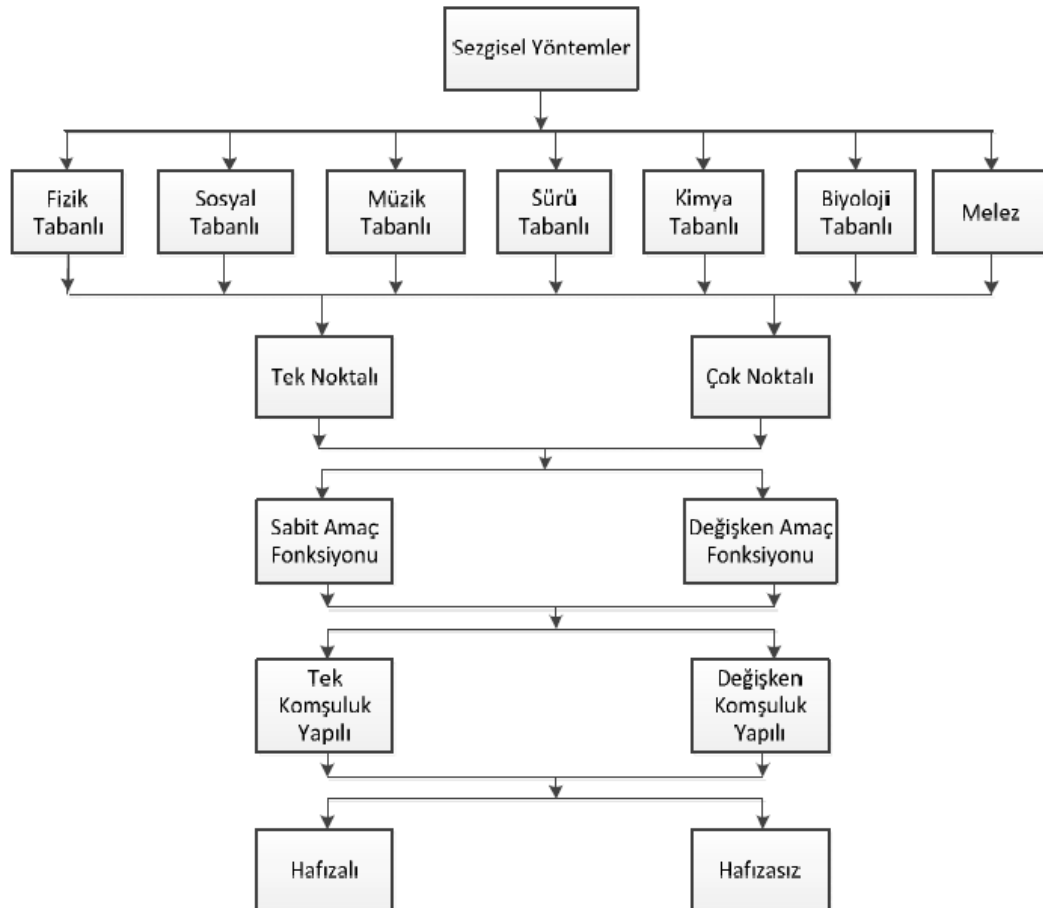 Sezgisel Yöntemler
Fizik
Tabanlı
Sosyal
Tabanlı
Müzik
Tabanlı
Sürü
Tabanlı
Kimya
Tabanlı
Biyoloji
Tabanlı
Melez
Tek Noktalı
Çok Noktalı
Sabit Amaç
Fonksiyonu
Değişken Amaç
Fonksiyonu
Tek
Komşuluk
Yapılı
Değişken
Komşuluk
Yapılı
Hafızalı
Hafızasız